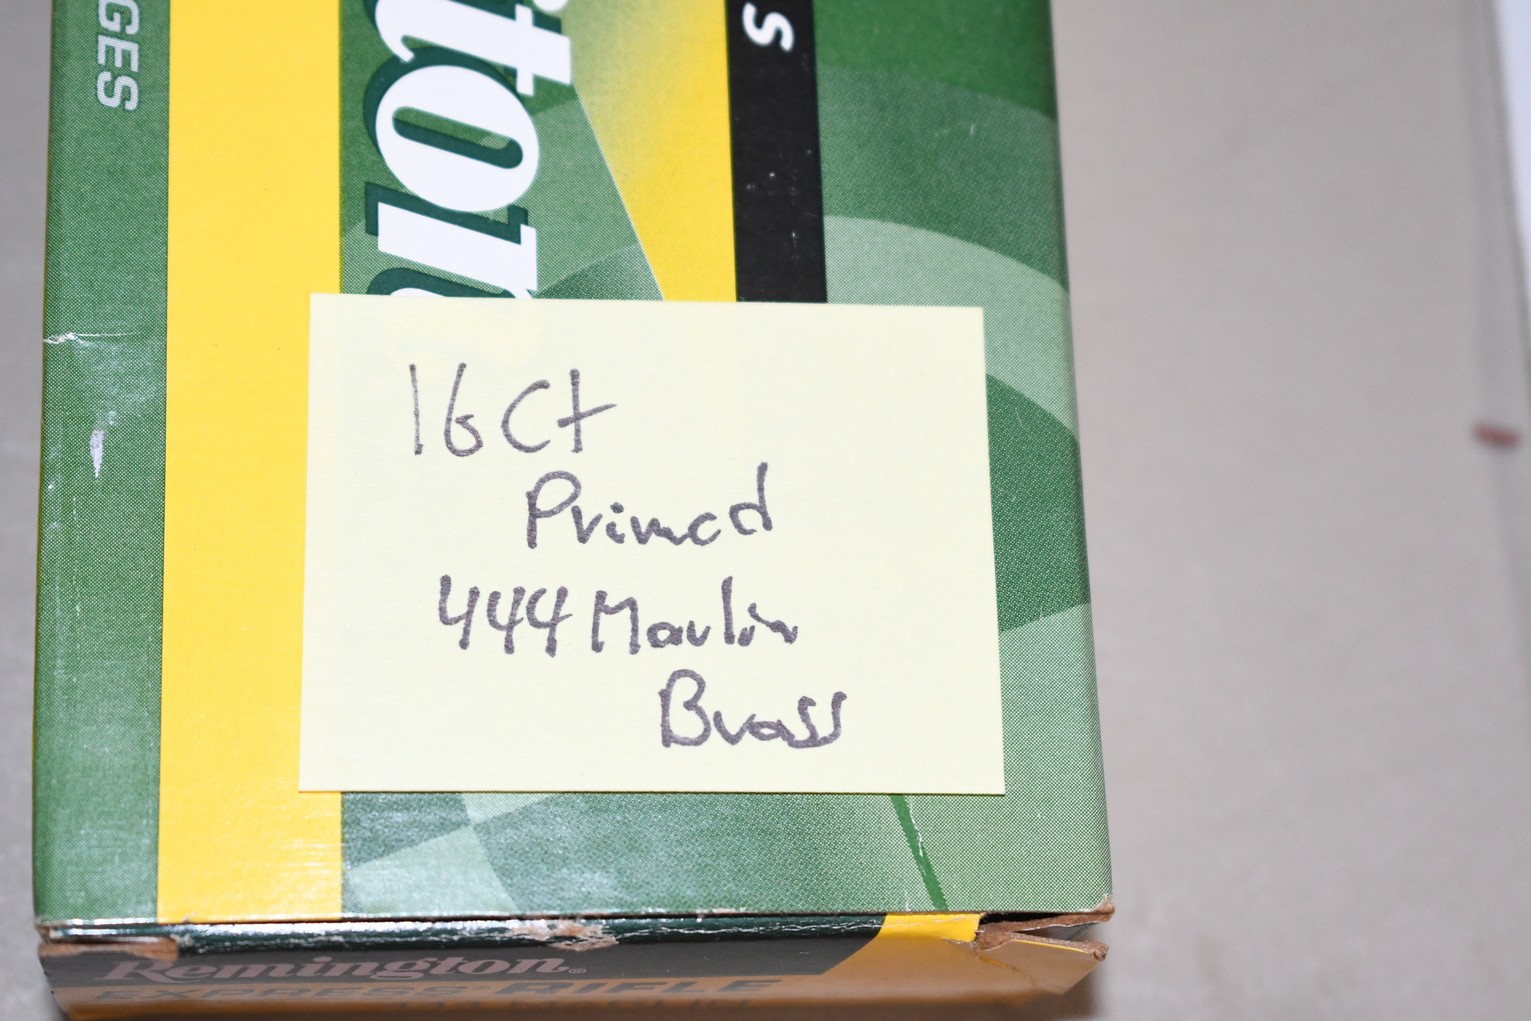 GES
S
16 Ct
Primed
444 Marlin
Brass
Remington
EXPRESS RIFLE